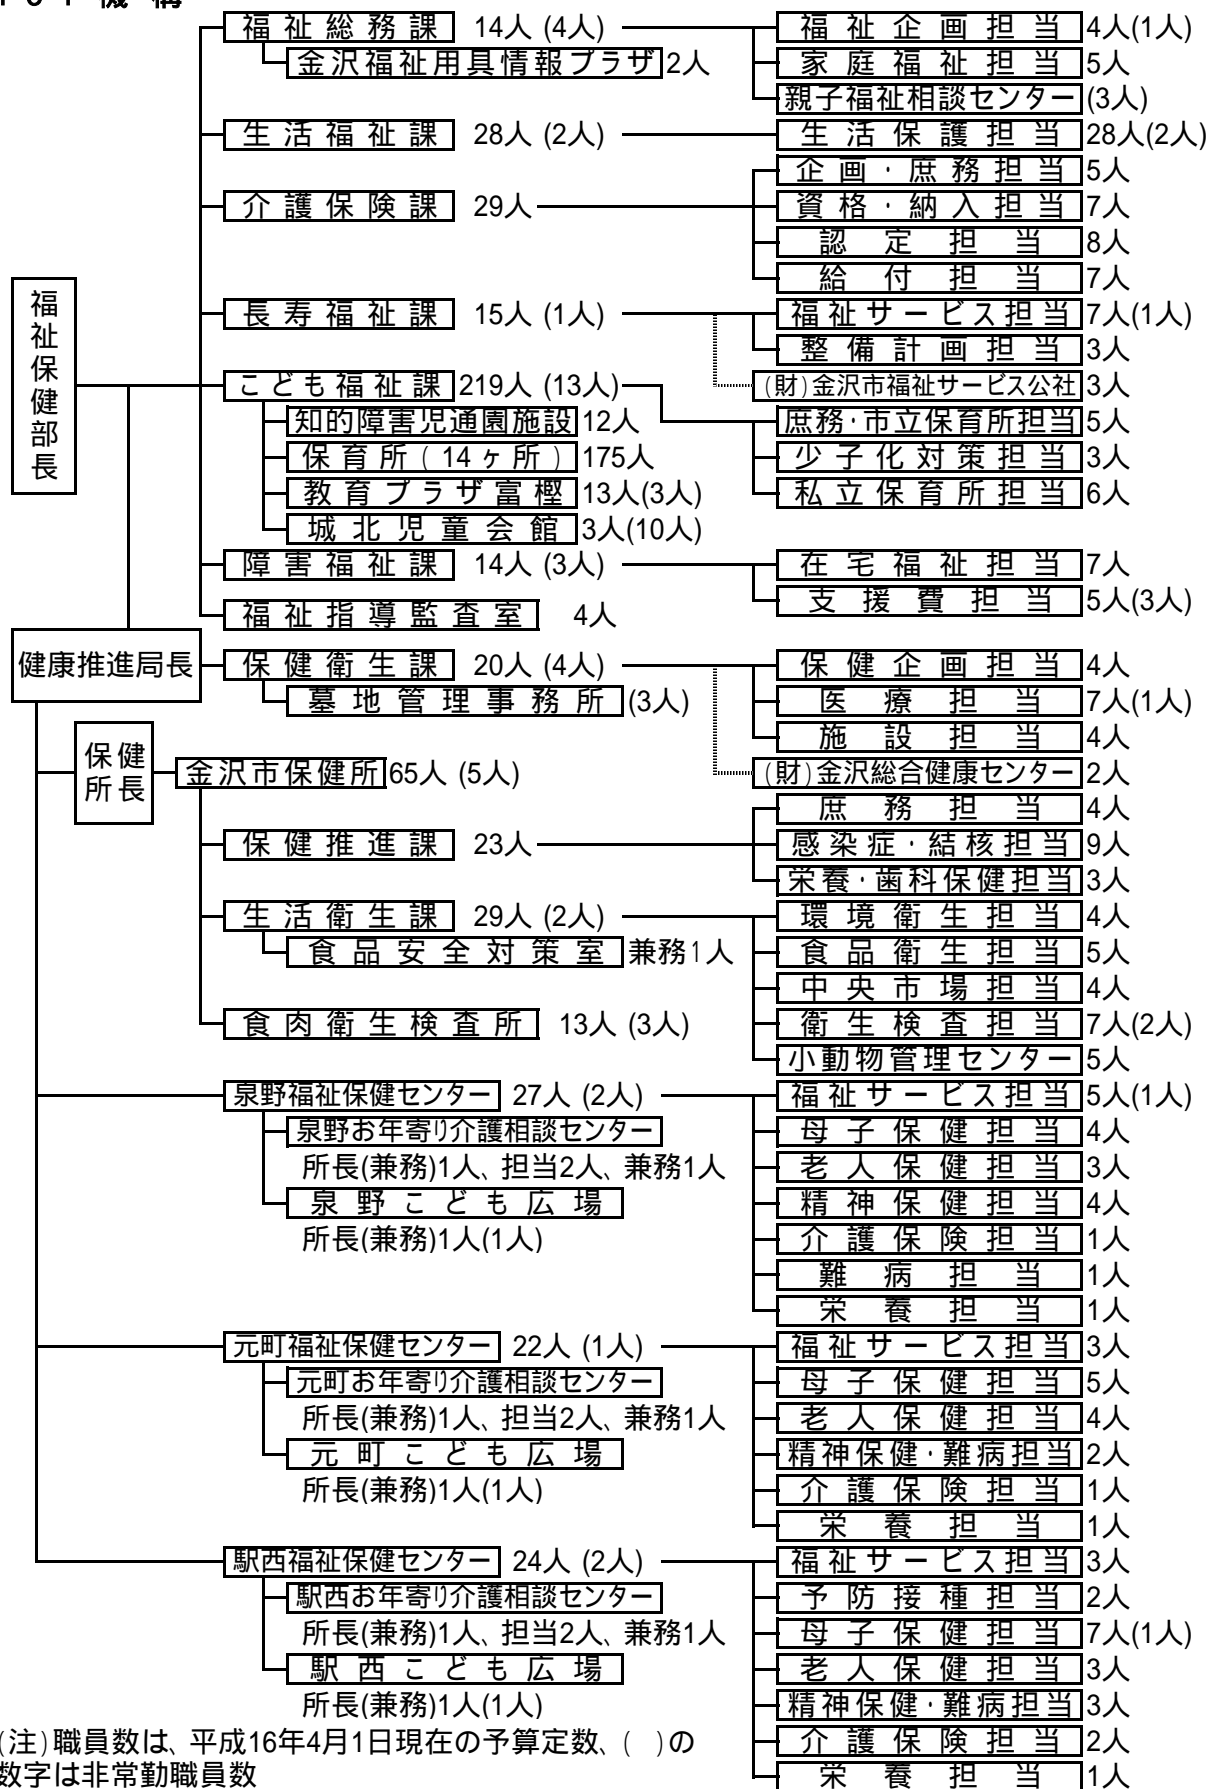 機 構
福祉総務課 14人 (4人)
金沢福祉用具情報プラザ 2人
福祉企画担当 4人(1人)
家庭福祉担当 5人
親子福祉相談センター (3人)
生活福祉課 28人 (2人)
生活保護担当 28人(2人)
介護保険課 29人
企画・庶務担当 5人
資格・納入担当 7人
認定担当 8人
給付担当 7人
福祉保健部長
長寿福祉課 15人 (1人)
福祉サービス担当 7人(1人)
整備計画担当 3人
(財)金沢市福祉サービス公社 3人
こども福祉課 219人 (13人)
知的障害児通園施設 12人
保育所(14ヶ所) 175人
教育プラザ富樫 13人(3人)
城北児童会館 3人(10人)
庶務・市立保育所担当 5人
少子化対策担当 3人
私立保育所担当 6人
障害福祉課 14人 (3人)
在宅福祉担当 7人
支援費担当 5人(3人)
福祉指導監査室 4人
健康推進局長
保健衛生課 20人 (4人)
墓地管理事務所 (3人)
保健企画担当 4人
医療担当 7人(1人)
施設担当 4人
(財)金沢総合健康センター 2人
保健所長
金沢市保健所 65人 (5人)
保健推進課 23人
庶務担当 4人
感染症・結核担当 9人
栄養・歯科保健担当 3人
生活衛生課 29人 (2人)
食品安全対策室 兼務1人
環境衛生担当 4人
食品衛生担当 5人
中央市場担当 4人
衛生検査担当 7人(2人)
小動物管理センター 5人
食肉衛生検査所 13人 (3人)
泉野福祉保健センター 27人 (2人)
泉野お年寄り介護相談センター
所長(兼務)1人、担当2人、兼務1人
泉野こども広場
所長(兼務)1人(1人)
福祉サービス担当 5人(1人)
母子保健担当 4人
老人保健担当 3人
精神保健担当 4人
介護保険担当 1人
難病担当 1人
栄養担当 1人
元町福祉保健センター 22人 (1人)
元町お年寄り介護相談センター
所長(兼務)1人、担当2人、兼務1人
元町こども広場
所長(兼務)1人(1人)
福祉サービス担当 3人
母子保健担当 5人
老人保健担当 4人
精神保健・難病担当 2人
介護保険担当 1人
栄養担当 1人
駅西福祉保健センター 24人 (2人)
駅西お年寄り介護相談センター
所長(兼務)1人、担当2人、兼務1人
駅西こども広場
所長(兼務)1人(1人)
福祉サービス担当 3人
予防接種担当 2人
母子保健担当 7人(1人)
老人保健担当 3人
精神保健・難病担当 3人
介護保険担当 2人
栄養担当 1人
(注)職員数は、平成16年4月1日現在の予算定数、( )の
数字は非常勤職員数